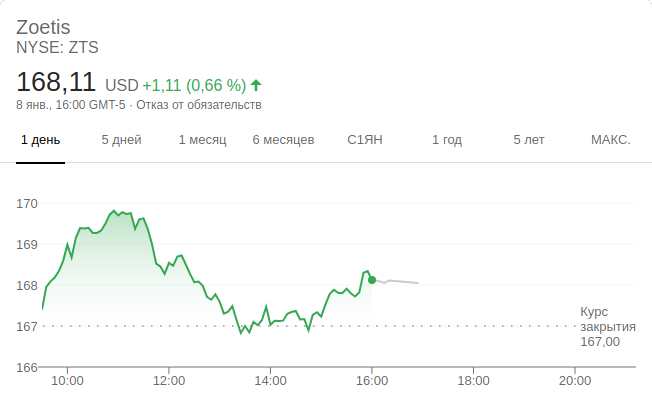 Zoetis
NYSE: ZTS
168,11 USD +1,11 (0,66 %)
8 янв., 16:00 GMT-5 · Отказ от обязательств
1 день 5 дней 1 месяц 6 месяцев С1ЯН 1 год 5 лет МАКС.
170
169
168
167
166
Курс
закрытия
167,00
10:00 12:00 14:00 16:00 18:00 20:00